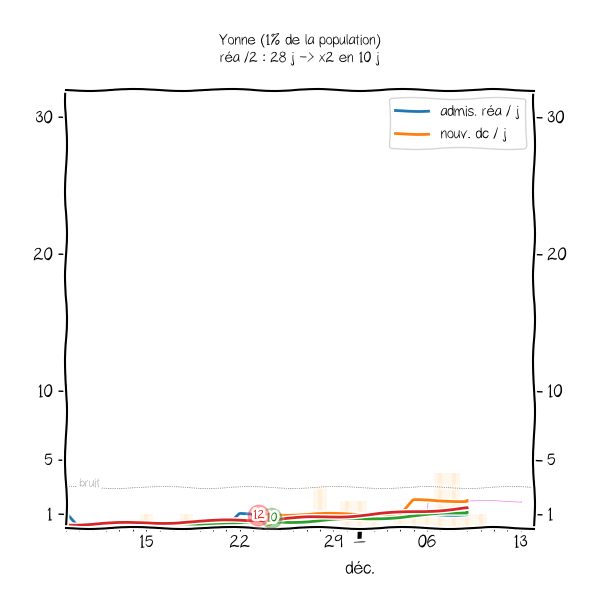 Yonne (1% de la population)
réa /2 : 28 j -> x2 en 10 j
admis. réa / j
nouv. dc / j
30 30
20 20
10 10
5 5
bruit
1 12 10 1
15 22 29 1 06 13
déc.